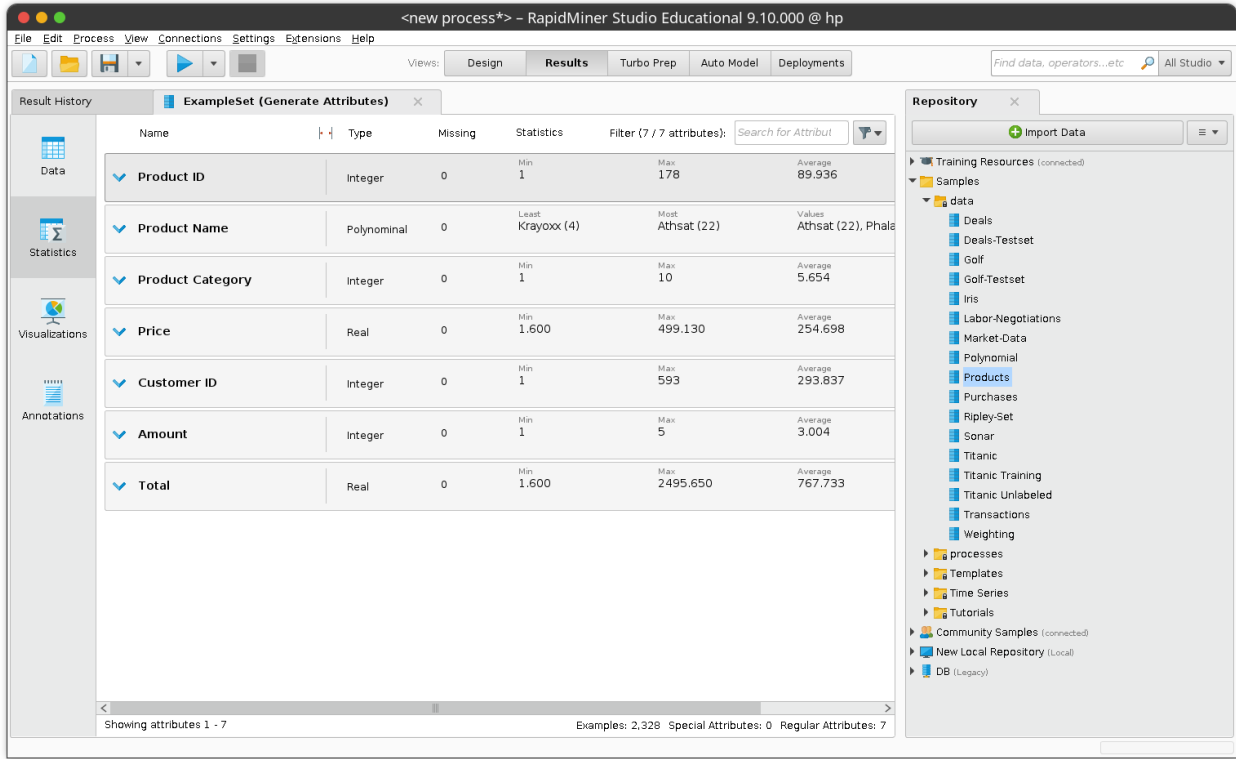 <new process*> – RapidMiner Studio Educational 9.10.000 @ hp
File Edit Process View Connections Settings Extensions Help
Views: Design Results Turbo Prep Auto Model Deployments
Find data, operators...etc All Studio
Result History
ExampleSet (Generate Attributes)
Data
Statistics
Visualizations
Annotations
Name Type Missing Statistics Filter (7 / 7 attributes): Search for Attribut
Min Max Average
Product ID Integer 0 1 178 89.936
Least Most Values
Product Name Polynominal 0 Krayoxx (4) Athsat (22) Athsat (22), Phala
Min Max Average
Product Category Integer 0 1 10 5.654
Min Max Average
Price Real 0 1.600 499.130 254.698
Min Max Average
Customer ID Integer 0 1 593 293.837
Min Max Average
Amount Integer 0 1 5 3.004
Min Max Average
Total Real 0 1.600 2495.650 767.733
Showing attributes 1 - 7
Examples: 2,328 Special Attributes: 0 Regular Attributes: 7
Repository
Import Data
Training Resources (connected)
Samples
data
Deals
Deals-Testset
Golf
Golf-Testset
Iris
Labor-Negotiations
Market-Data
Polynomial
Products
Purchases
Ripley-Set
Sonar
Titanic
Titanic Training
Titanic Unlabeled
Transactions
Weighting
processes
Templates
Time Series
Tutorials
Community Samples (connected)
New Local Repository (Local)
DB (Legacy)